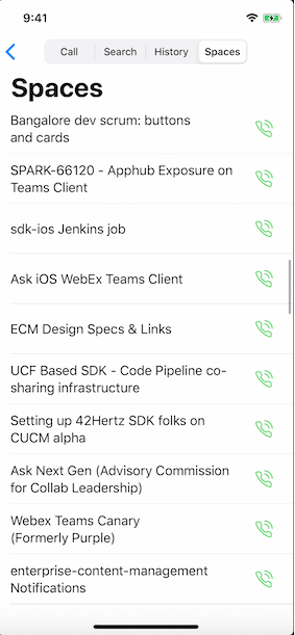 9:41
Call Search History Spaces
Spaces
Bangalore dev scrum: buttons
and cards
SPARK-66120 - Apphub Exposure on
Teams Client
sdk-ios Jenkins job
Ask iOS WebEx Teams Client
ECM Design Specs & Links
UCF Based SDK - Code Pipeline co-
sharing infrastructure
Setting up 42Hertz SDK folks on
CUCM alpha
Ask Next Gen (Advisory Commission
for Collab Leadership)
Webex Teams Canary
(Formerly Purple)
enterprise-content-management
Notifications